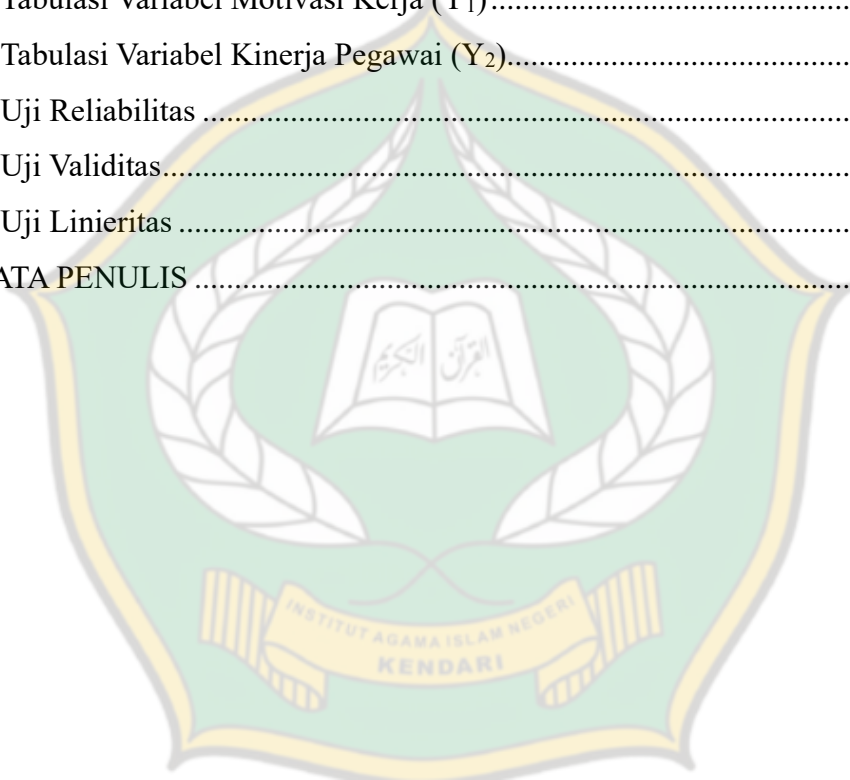 Tabulasi Variabel Motivasi Kerja (Y₁)
Tabulasi Variabel Kinerja Pegawai (Y₂)
Uji Reliabilitas
Uji Validitas
Uji Linieritas
ATA PENULIS
القرآن الكريم
INSTITUT AGAMA ISLAM NEGERI
KENDARI